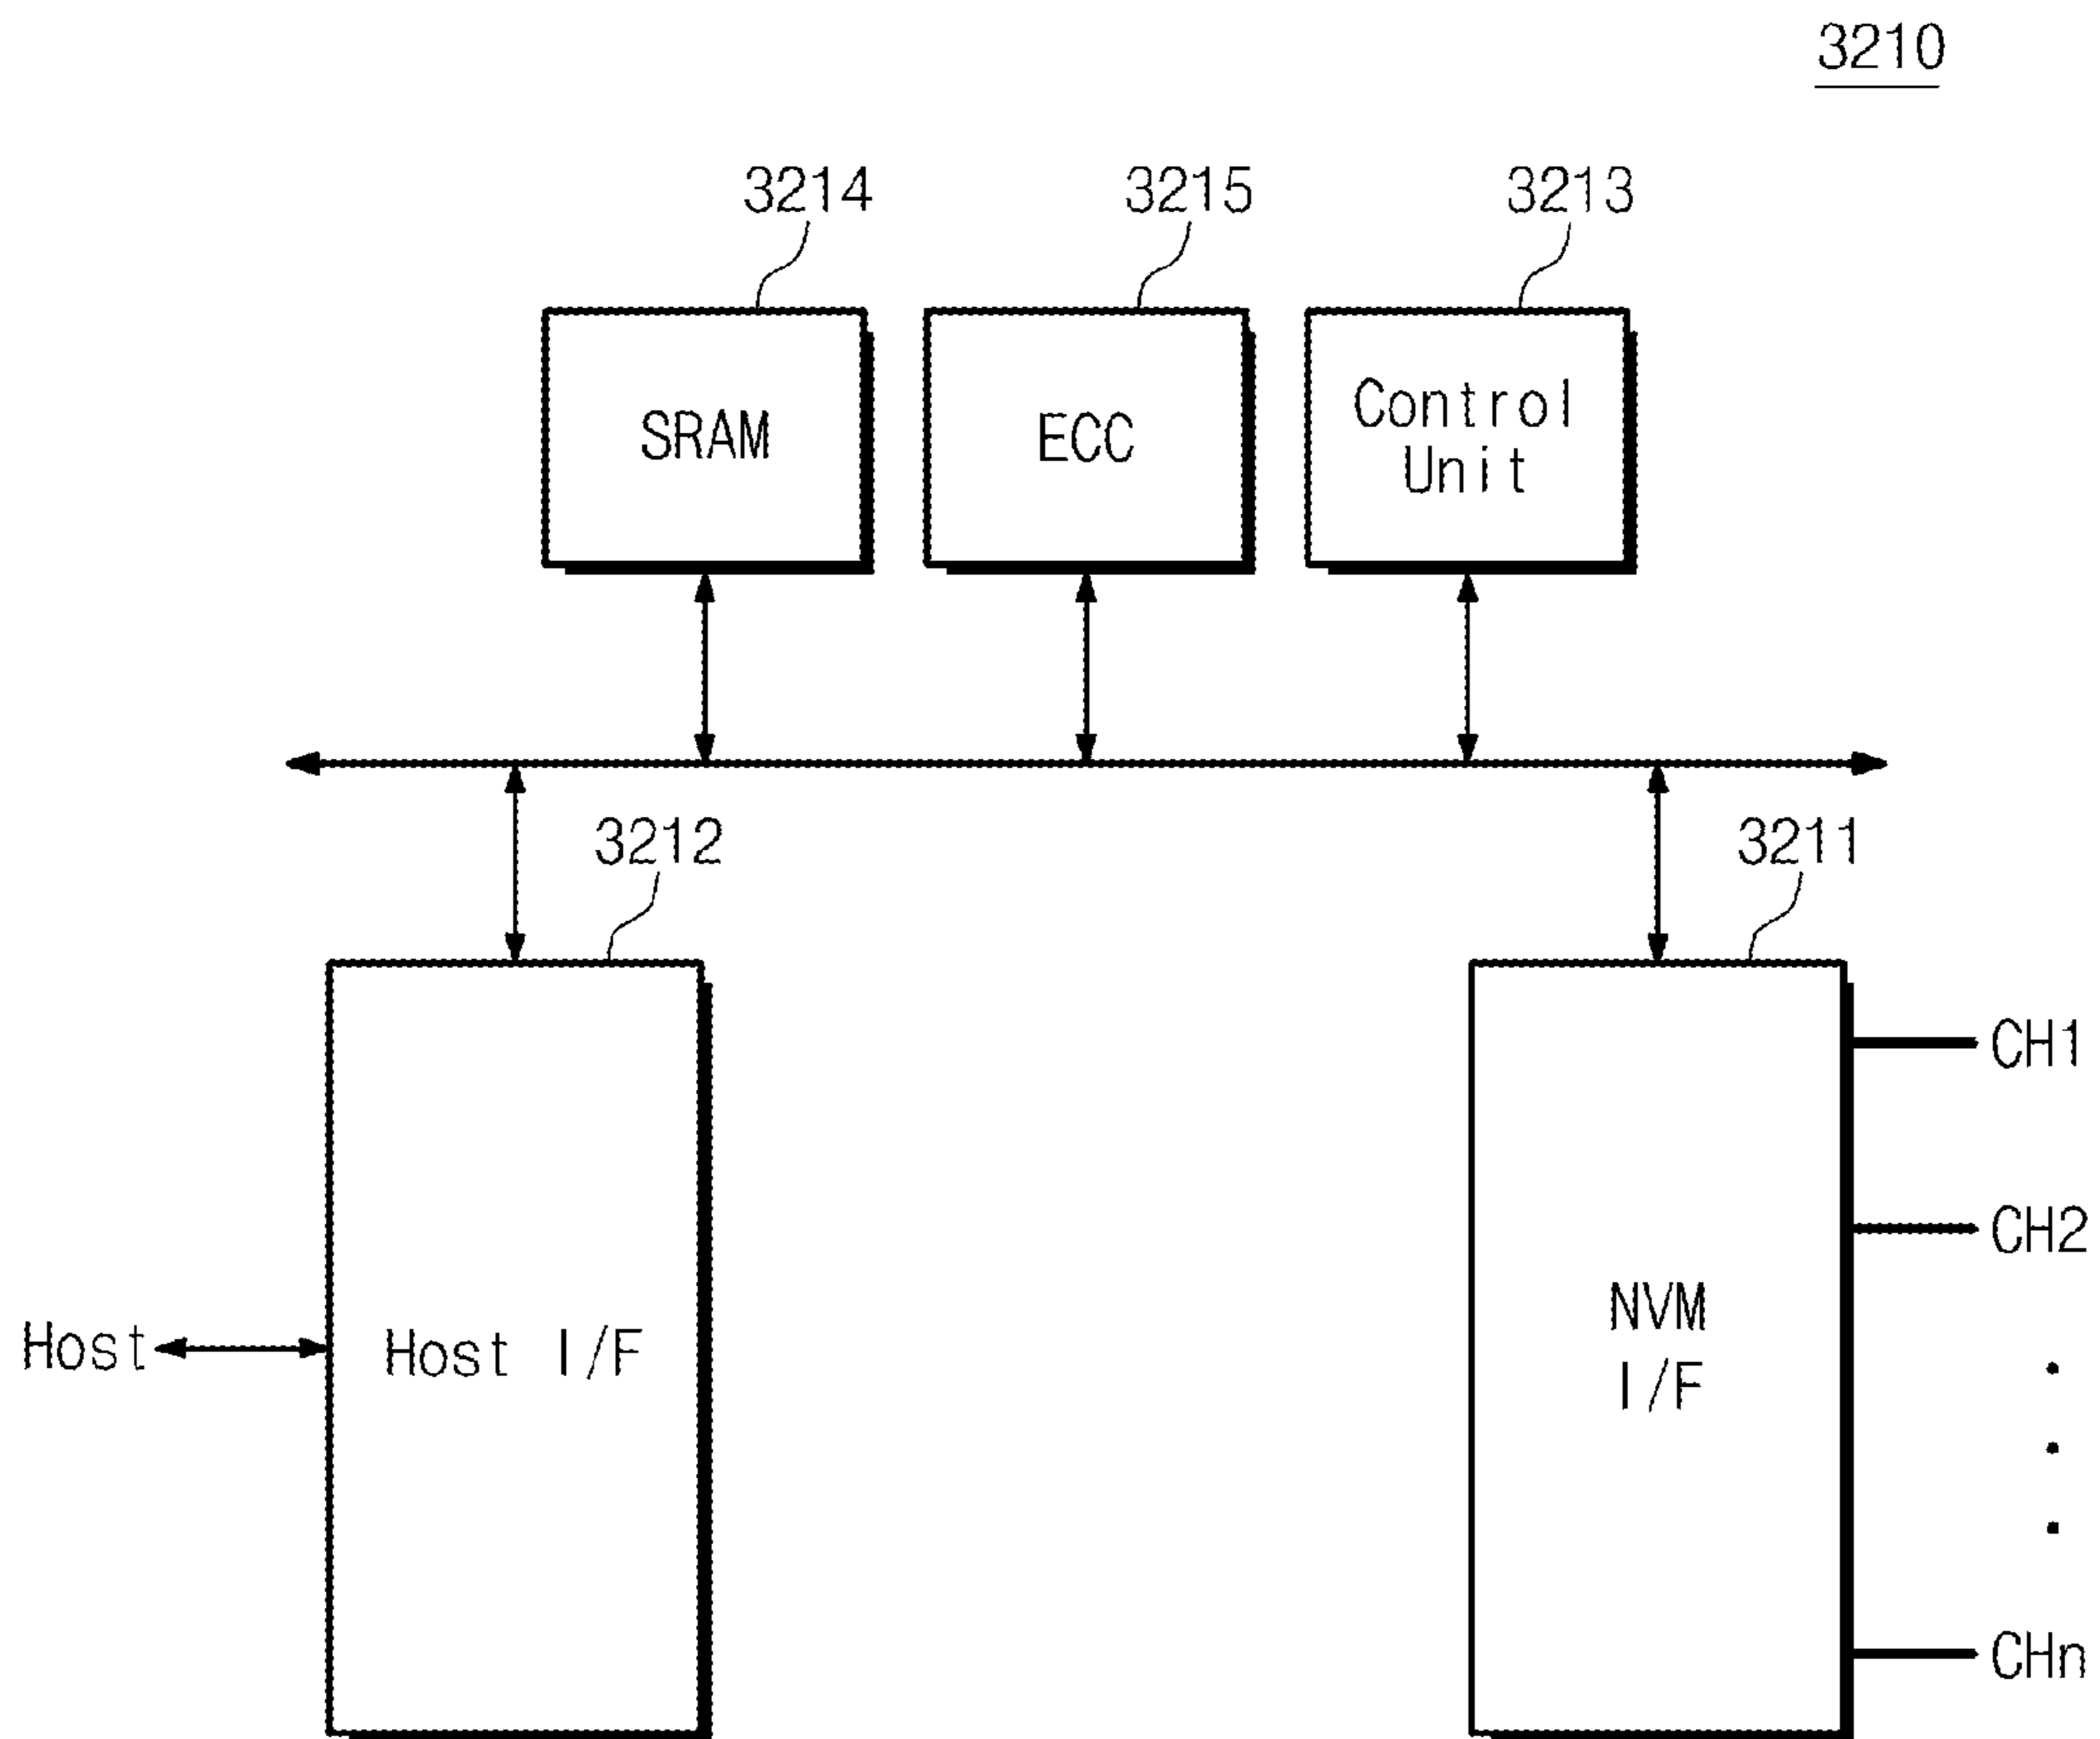 3210
3214 3215 3213
SRAM
ECC
Control
Unit
3212
3211
Host
Host I/F
NVM
I/F
CH1
CH2
CHn